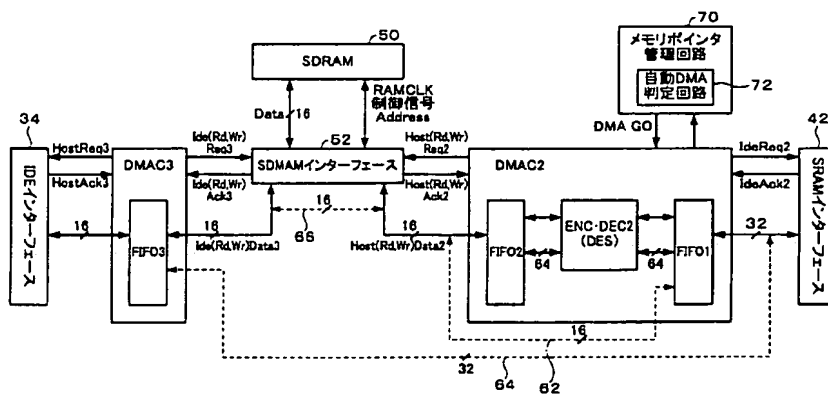 50
SDRAM
70
メモリポインタ
管理回路
自動DMA
判定回路
72
RAMCLK
制御信号
Address
Data
16
34
Ide(Rd,Wr)
Req3
52
Host(Rd,Wr)
Req2
DMA GO
42
HostReq3
HostAck3
DMAC3
SDMAMインターフェース
DMAC2
IdeReq2
IdeAck2
Ide(Rd,Wr)
Ack3
Host(Rd,Wr)
Ack2
IDEインターフェース
16
FIFO3
16
Ide(Rd,Wr)Data3
16
66
16
Host(Rd,Wr)Data2
FIFO2
64
ENC・DEC2
(DES)
64
FIFO1
32
SRAMインターフェース
16
32
64
62